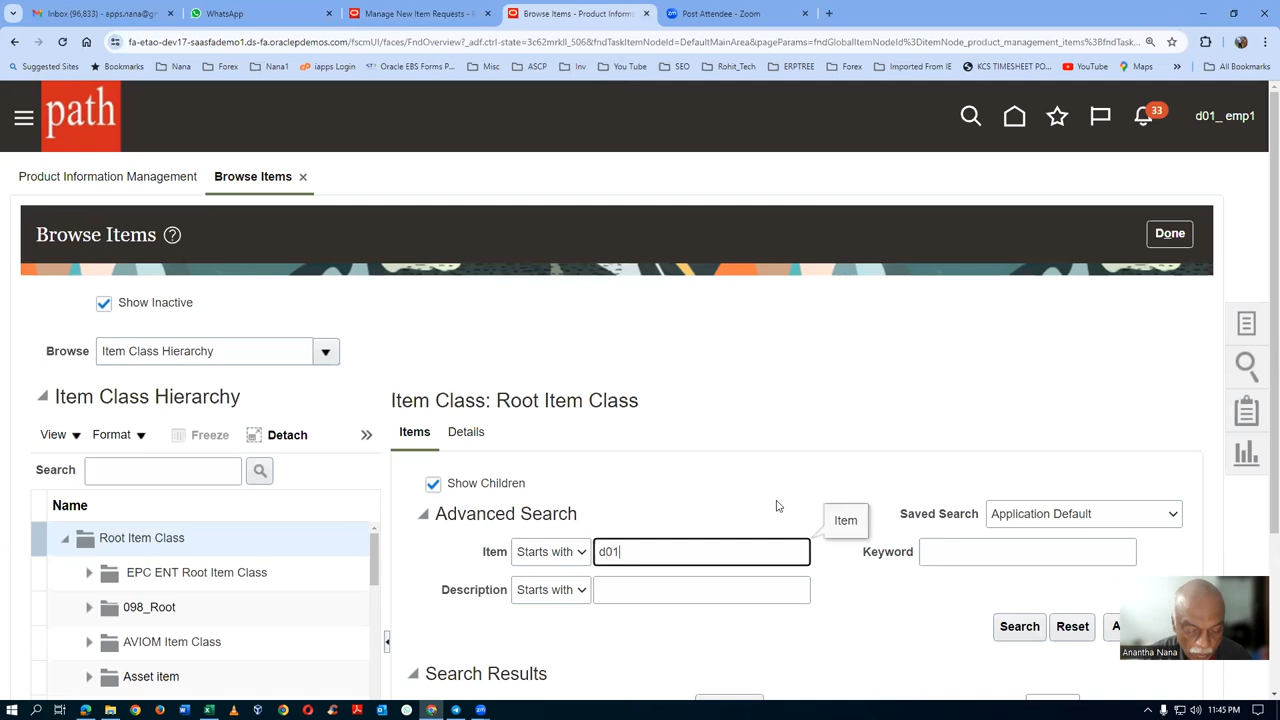 Inbox (96,833) - apps.nana@gr
WhatsApp
Manage New Item Requests - Pr
Browse Items - Product Informa
Post Attendee - Zoom
fa-etao-dev17-saasfademo1.ds-fa.oraclepdemos.com/fscmUI/faces/FndOverview?_adf.ctrl-state=3c62mrkll_506&fndTaskItemNodeId=DefaultMainArea&pageParams=fndGlobalItemNodeId%3DitemNode_product_management_items%3BfndTask...
Suggested Sites
Bookmarks
Nana
Forex
Nana1
iapps Login
Oracle EBS Forms P...
Misc
ASCP
Inv
You Tube
SEO
Rohit_Tech
ERPTREE
Forex
Imported From IE
KCS TIMESHEET PO...
YouTube
Maps
All Bookmarks
path
33
d01_ emp1
Product Information Management
Browse Items
Browse Items
Done
Show Inactive
Browse
Item Class Hierarchy
Item Class Hierarchy
Item Class: Root Item Class
View
Format
Freeze
Detach
Items
Details
Search
Show Children
Name
Advanced Search
Item
Saved Search
Application Default
Root Item Class
Item
Starts with
d01
Keyword
EPC ENT Root Item Class
Description
Starts with
098_Root
Search
Reset
AVIOM Item Class
Anantha Nana
Asset item
Search Results
11:45 PM